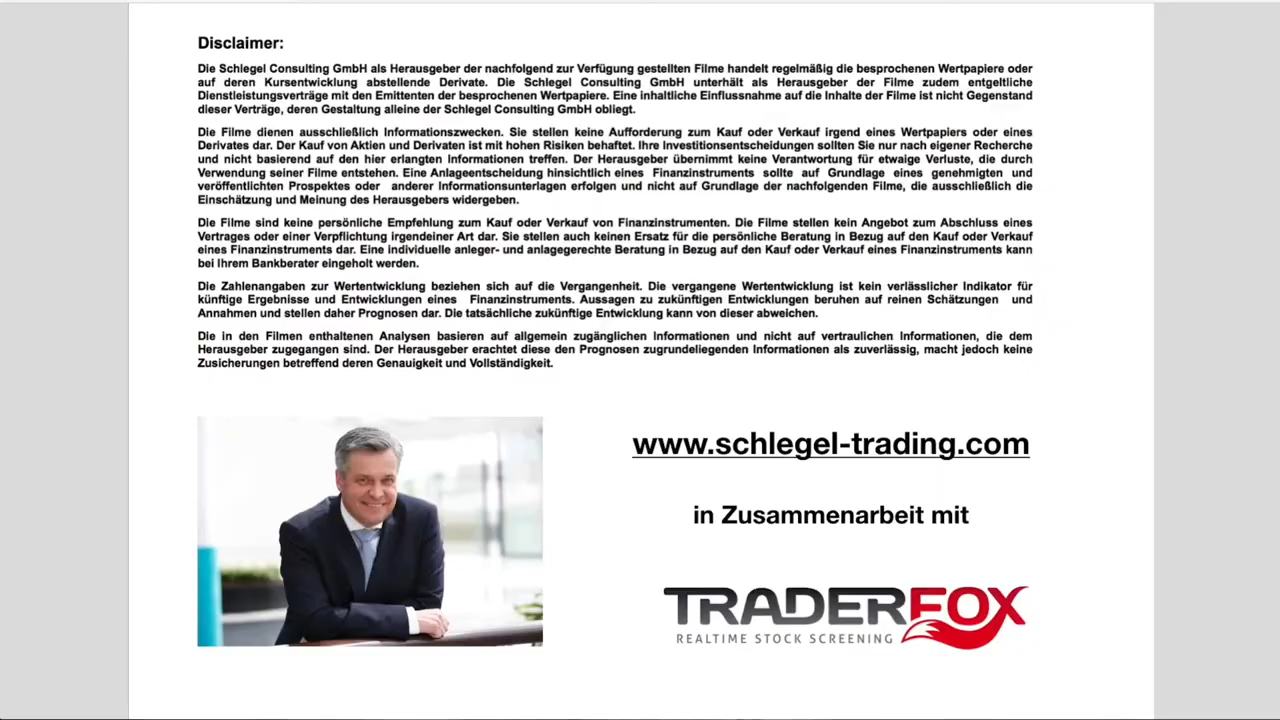 Disclaimer:
Die Schlegel Consulting GmbH als Herausgeber der nachfolgend zur Verfügung gestellten Filme handelt regelmäßig die besprochenen Wertpapiere oder
auf deren Kursentwicklung abstellende Derivate. Die Schlegel Consulting GmbH unterhält als Herausgeber der Filme zudem entgeltliche
Dienstleistungsverträge mit den Emittenten der besprochenen Wertpapiere. Eine inhaltliche Einflussnahme auf die Inhalte der Filme ist nicht Gegenstand
dieser Verträge, deren Gestaltung alleine der Schlegel Consulting GmbH obliegt.
Die Filme dienen ausschließlich Informationszwecken. Sie stellen keine Aufforderung zum Kauf oder Verkauf irgend eines Wertpapiers oder eines
Derivates dar. Der Kauf von Aktien und Derivaten ist mit hohen Risiken behaftet. Ihre Investitionsentscheidungen sollten Sie nur nach eigener Recherche
und nicht basierend auf den hier erlangten Informationen treffen. Der Herausgeber übernimmt keine Verantwortung für etwaige Verluste, die durch
Verwendung seiner Filme entstehen. Eine Anlageentscheidung hinsichtlich eines Finanzinstruments sollte auf Grundlage eines genehmigten und
veröffentlichten Prospektes oder anderer Informationsunterlagen erfolgen und nicht auf Grundlage der nachfolgenden Filme, die ausschließlich die
Einschätzung und Meinung des Herausgebers widergeben.
Die Filme sind keine persönliche Empfehlung zum Kauf oder Verkauf von Finanzinstrumenten. Die Filme stellen kein Angebot zum Abschluss eines
Vertrages oder einer Verpflichtung irgendeiner Art dar. Sie stellen auch keinen Ersatz für die persönliche Beratung in Bezug auf den Kauf oder Verkauf
eines Finanzinstruments dar. Eine individuelle anleger- und anlagegerechte Beratung in Bezug auf den Kauf oder Verkauf eines Finanzinstruments kann
bei Ihrem Bankberater eingeholt werden.
Die Zahlenangaben zur Wertentwicklung beziehen sich auf die Vergangenheit. Die vergangene Wertentwicklung ist kein verlässlicher Indikator für
künftige Ergebnisse und Entwicklungen eines Finanzinstruments. Aussagen zu zukünftigen Entwicklungen beruhen auf reinen Schätzungen und
Annahmen und stellen daher Prognosen dar. Die tatsächliche zukünftige Entwicklung kann von dieser abweichen.
Die in den Filmen enthaltenen Analysen basieren auf allgemein zugänglichen Informationen und nicht auf vertraulichen Informationen, die dem
Herausgeber zugegangen sind. Der Herausgeber erachtet diese den Prognosen zugrundeliegenden Informationen als zuverlässig, macht jedoch keine
Zusicherungen betreffend deren Genauigkeit und Vollständigkeit.
www.schlegel-trading.com
in Zusammenarbeit mit
TRADERFOX
REALTIME STOCK SCREENING